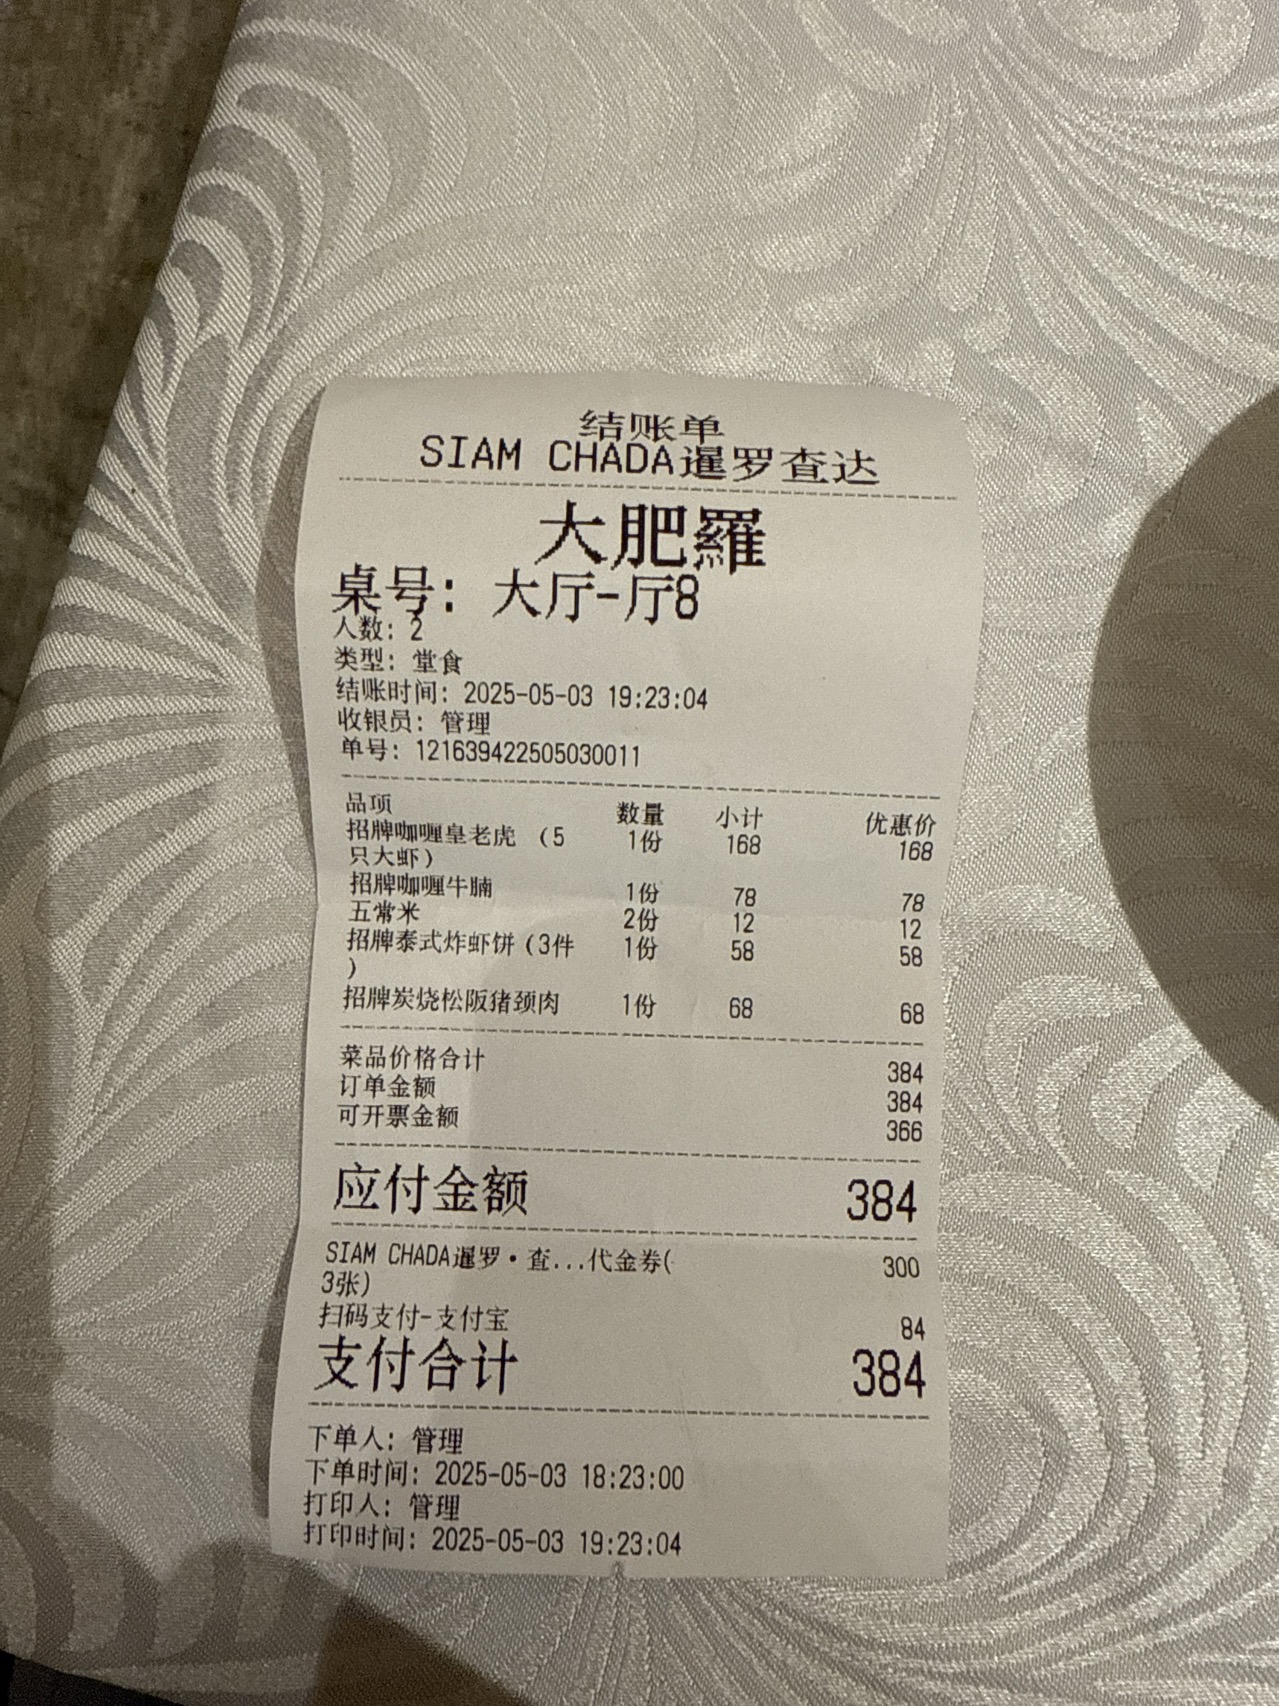 结账单
SIAM CHADA暹罗查达
大肥羅
桌号: 大厅-厅8
人数: 2
类型: 堂食
结账时间: 2025-05-03 19:23:04
收银员: 管理
单号: 121639422505030011
品项 数量 小计 优惠价
招牌咖喱皇老虎 (5 1份 168 168
只大虾)
招牌咖喱牛腩 1份 78 78
五常米 2份 12 12
招牌泰式炸虾饼(3件 1份 58 58
)
招牌炭烧松阪猪颈肉 1份 68 68
菜品价格合计 384
订单金额 384
可开票金额 366
应付金额 384
SIAM CHADA暹罗·查...代金券( 300
3张)
扫码支付-支付宝 84
支付合计 384
下单人: 管理
下单时间: 2025-05-03 18:23:00
打印人: 管理
打印时间: 2025-05-03 19:23:04